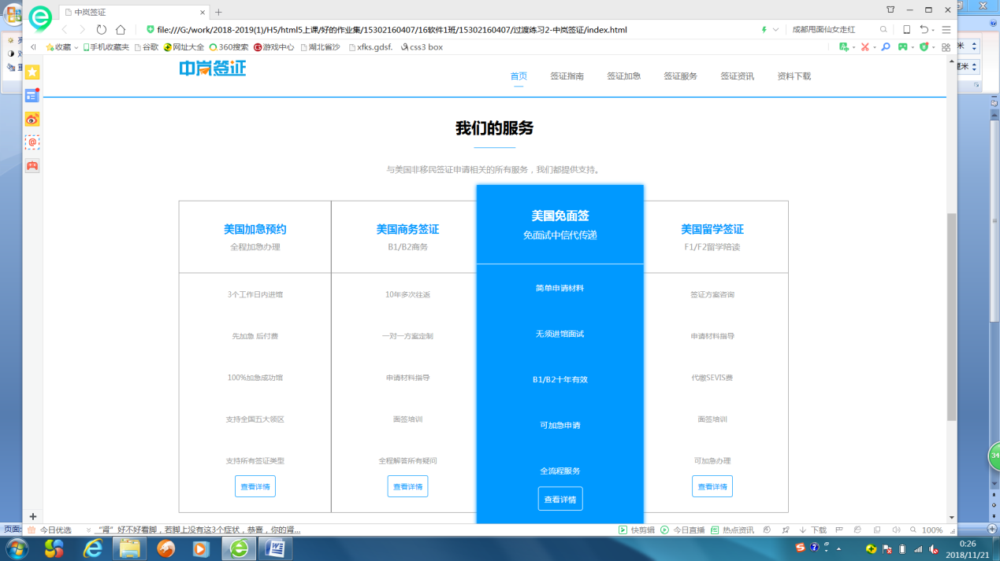 中岚签证
file:///G:/work/2018-2019(1)/H5/html5上课/好的作业集/15302160407/16软件1班/15302160407/过渡练习2-中岚签证/index.html
成都甩面仙女走红
收藏 手机收藏夹 谷歌 网址大全 360搜索 游戏中心 湖北省沙 xfks.gdsf. css3 box
中岚签证
首页 签证指南 签证加急 签证服务 签证资讯 资料下载
我们的服务
与美国非移民签证申请相关的所有服务，我们都提供支持。
美国加急预约 美国商务签证 美国免面签 美国留学签证
全程加急办理 B1/B2商务 免面试中信代传递 F1/F2留学陪读
3个工作日内进馆 10年多次往返 简单申请材料 签证方案咨询
先加急 后付费 一对一方案定制 无须进馆面试 申请材料指导
100%加急成功馆 申请材料指导 B1/B2十年有效 代缴SEVIS费
支持全国五大领区 面签培训 可加急申请 面签培训
支持所有签证类型 全程解答所有疑问 全流程服务 可加急办理
查看详情 查看详情 查看详情 查看详情
今日优选 “肾”好不好看脚，若脚上没有这3个症状，恭喜，你的肾... 快剪辑 今日直播 热点资讯 下载 100%
0:26
2018/11/21